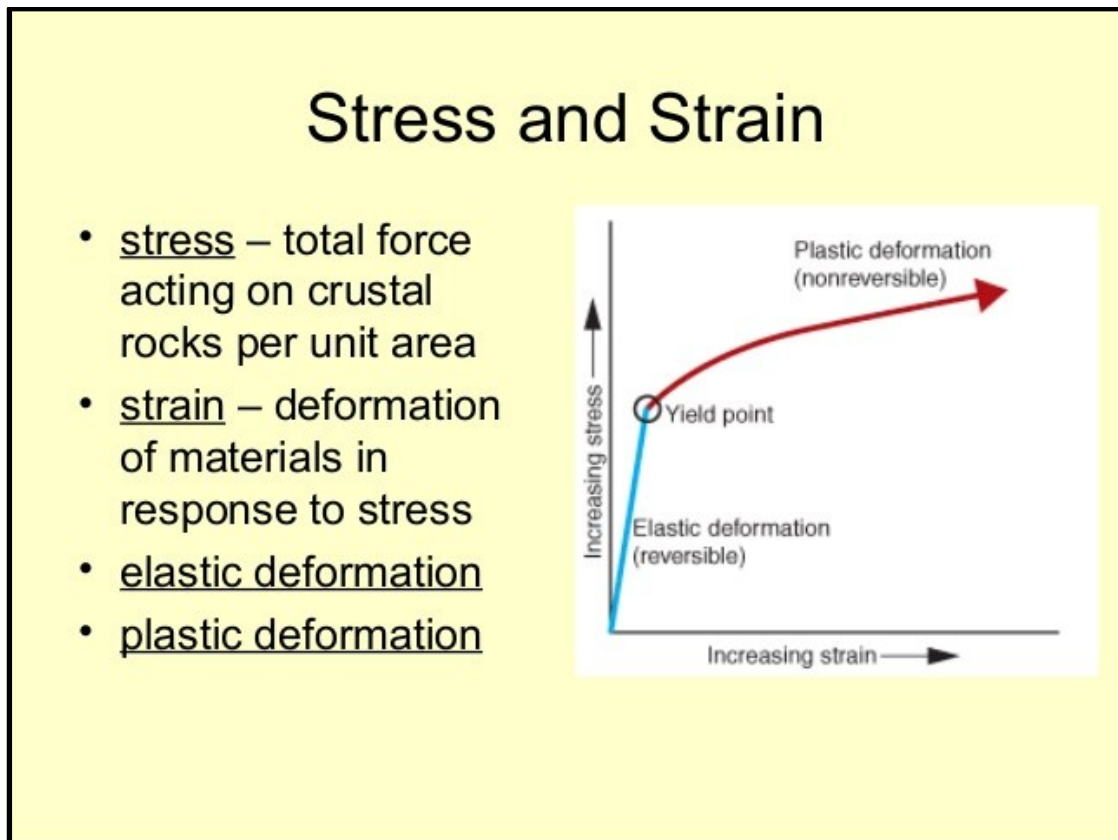 Stress and Strain
• stress – total force
acting on crustal
rocks per unit area
• strain – deformation
of materials in
response to stress
• elastic deformation
• plastic deformation
Plastic deformation
(nonreversible)
Increasing stress
Yield point
Elastic deformation
(reversible)
Increasing strain